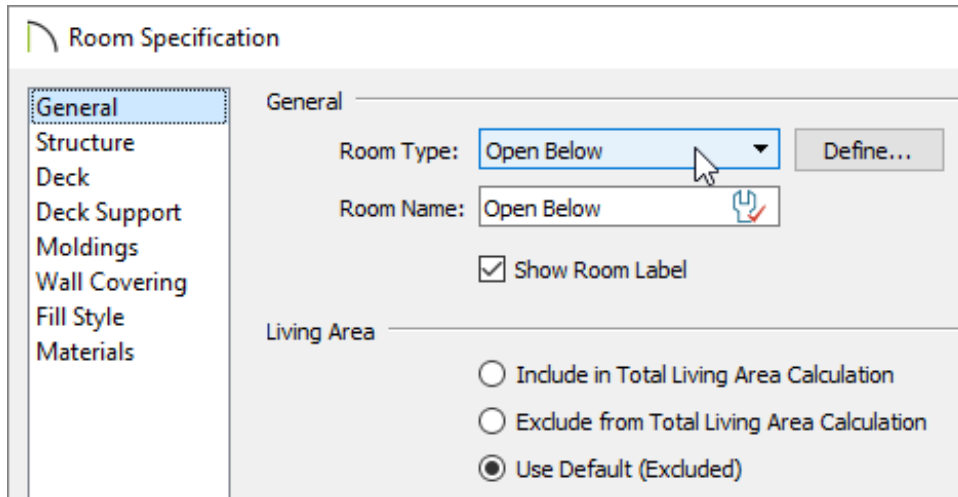 Room Specification
General
Structure
Deck
Deck Support
Moldings
Wall Covering
Fill Style
Materials
General
Room Type: Open Below Define...
Room Name: Open Below
Show Room Label
Living Area
Include in Total Living Area Calculation
Exclude from Total Living Area Calculation
Use Default (Excluded)